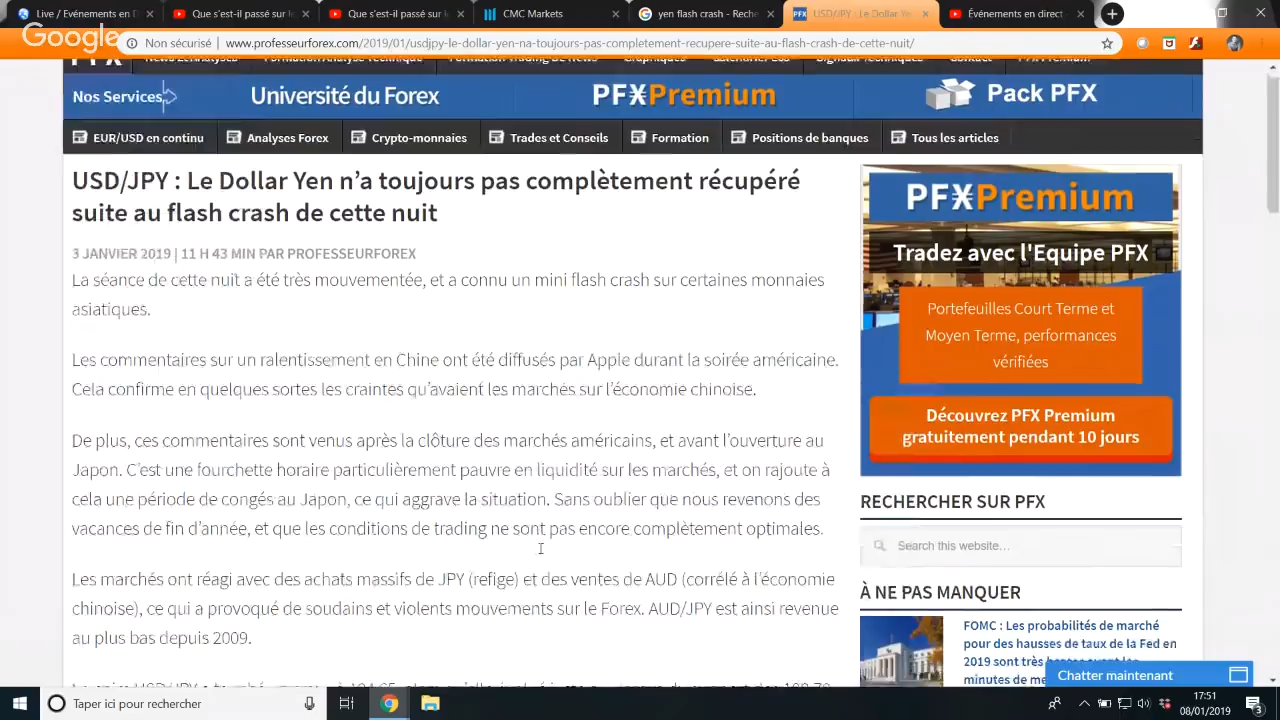 Qu'est-il survenu le
Que s'est-il passé le
CMC Markets
yen flash crash - Reche
USD/JPY : Le Dollar Yen
Événements en direct -
Google
Non sécurisé | www.professeurforex.com/2019/01/usdjpy-le-dollar-yen-na-toujours-pas-completement-recupere-suite-au-flash-crash-de-cette-nuit/
Nos Services
Université du Forex
PFXPremium
Pack PFX
EUR/USD en continu
Analyses Forex
Crypto-monnaies
Trades et Conseils
Formation
Positions de banques
Tous les articles
USD/JPY : Le Dollar Yen n'a toujours pas complètement récupéré
suite au flash crash de cette nuit
3 JANVIER 2019 | 11 H 43 MIN PAR PROFESSEURFOREX
La séance de cette nuit a été très mouvementée, et a connu un mini flash crash sur certaines monnaies
asiatiques.
Les commentaires sur un ralentissement en Chine ont été diffusés par Apple durant la soirée américaine.
Cela confirme en quelques sortes les craintes qu'avaient les marchés sur l'économie chinoise.
De plus, ces commentaires sont venus après la clôture des marchés américains, et avant l'ouverture au
Japon. C'est une fourchette horaire particulièrement pauvre en liquidité sur les marchés, et on rajoute à
cela une période de congés au Japon, ce qui aggrave la situation. Sans oublier que nous revenons des
vacances de fin d'année, et que les conditions de trading ne sont pas encore complètement optimales.
Les marchés ont réagi avec des achats massifs de JPY (refige) et des ventes de AUD (corrélé à l'économie
chinoise), ce qui a provoqué de soudains et violents mouvements sur le Forex. AUD/JPY est ainsi revenue
au plus bas depuis 2009.
PFXPremium
Tradez avec l'Equipe PFX
Portefeuilles Court Terme et
Moyen Terme, performances
vérifiées
Découvrez PFX Premium
gratuitement pendant 10 jours
RECHERCHER SUR PFX
Search this website...
À NE PAS MANQUER
FOMC : Les probabilités de marché
pour des hausses de taux de la Fed en
2019 sont très
minutes de me
Chatter maintenant
Taper ici pour rechercher
17:51
08/01/2019
3